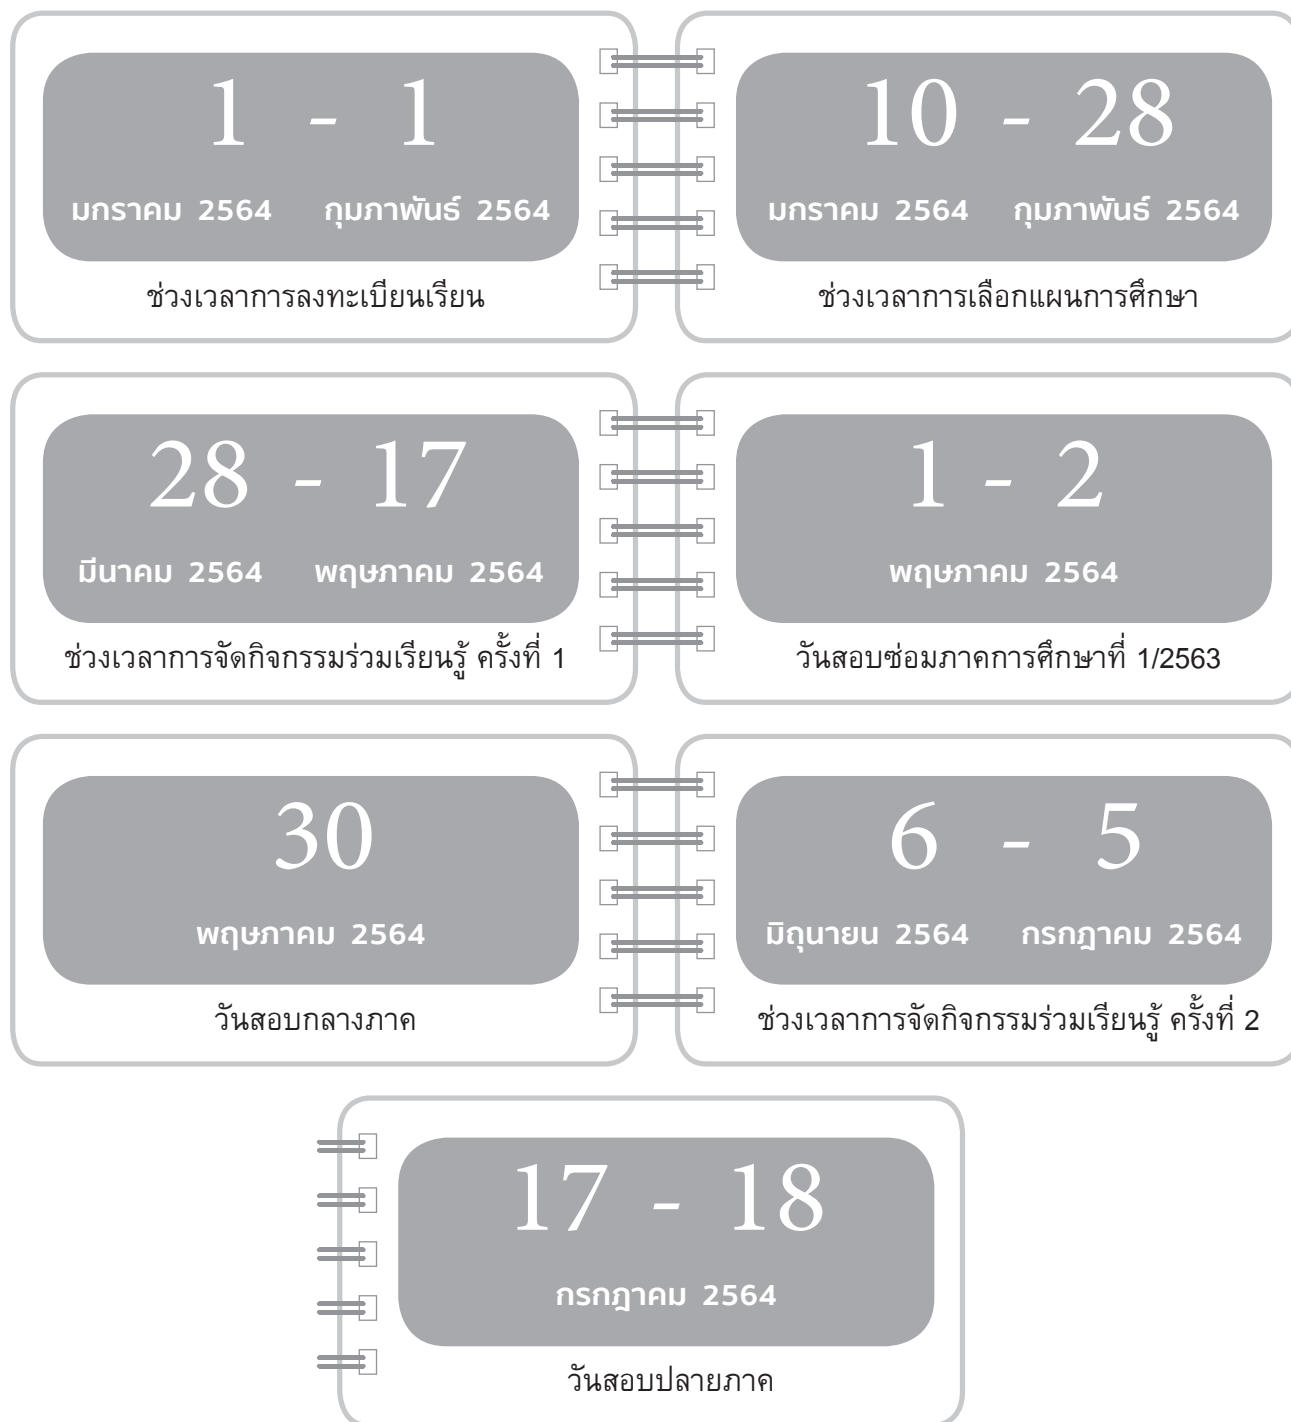 1 - 1
มกราคม 2564 กุมภาพันธ์ 2564
ช่วงเวลาการลงทะเบียนเรียน
10 - 28
มกราคม 2564 กุมภาพันธ์ 2564
ช่วงเวลาการเลือกแผนการศึกษา
28 - 17
มีนาคม 2564 พฤษภาคม 2564
ช่วงเวลาการจัดกิจกรรมร่วมเรียนรู้ ครั้งที่ 1
1 - 2
พฤษภาคม 2564
วันสอบซ่อมภาคการศึกษาที่ 1/2563
30
พฤษภาคม 2564
วันสอบกลางภาค
6 - 5
มิถุนายน 2564 กรกฎาคม 2564
ช่วงเวลาการจัดกิจกรรมร่วมเรียนรู้ ครั้งที่ 2
17 - 18
กรกฎาคม 2564
วันสอบปลายภาค